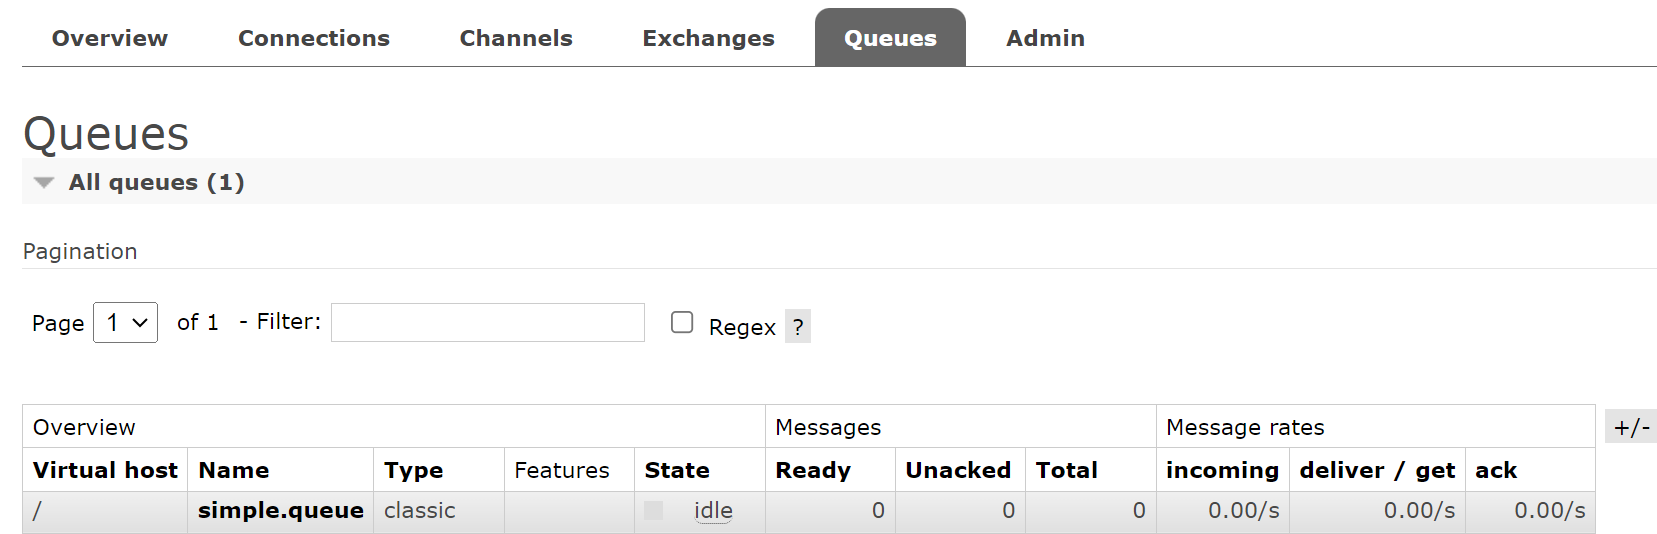 Overview Connections Channels Exchanges Queues Admin
Queues
All queues (1)
Pagination
Page 1 of 1 - Filter: Regex ?
Overview Messages Message rates +/-
Virtual host Name Type Features State Ready Unacked Total incoming deliver / get ack
/ simple.queue classic idle 0 0 0 0.00/s 0.00/s 0.00/s